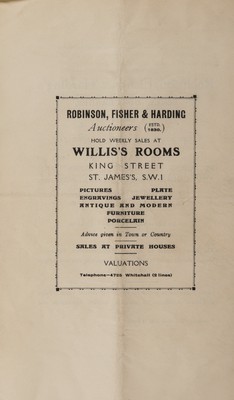 ROBINSON, FISHER & HARDING
Auctioneers (ESTD. 1830.)
HOLD WEEKLY SALES AT
WILLIS'S ROOMS
KING STREET
ST. JAMES'S, S.W.1
PICTURES PLATE
ENGRAVINGS JEWELLERY
ANTIQUE AND MODERN
FURNITURE
PORCELAIN
Advice given in Town or Country
SALES AT PRIVATE HOUSES
VALUATIONS
Telephone—4755 Whitehall (2 lines)